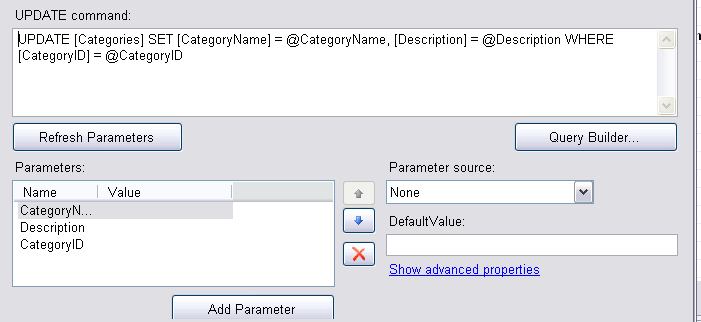 UPDATE command:
UPDATE [Categories] SET [CategoryName] = @CategoryName, [Description] = @Description WHERE
[CategoryID] = @CategoryID
Refresh Parameters
Query Builder...
Parameters:
Parameter source:
Name Value
None
CategoryN...
Description
DefaultValue:
CategoryID
Show advanced properties
Add Parameter